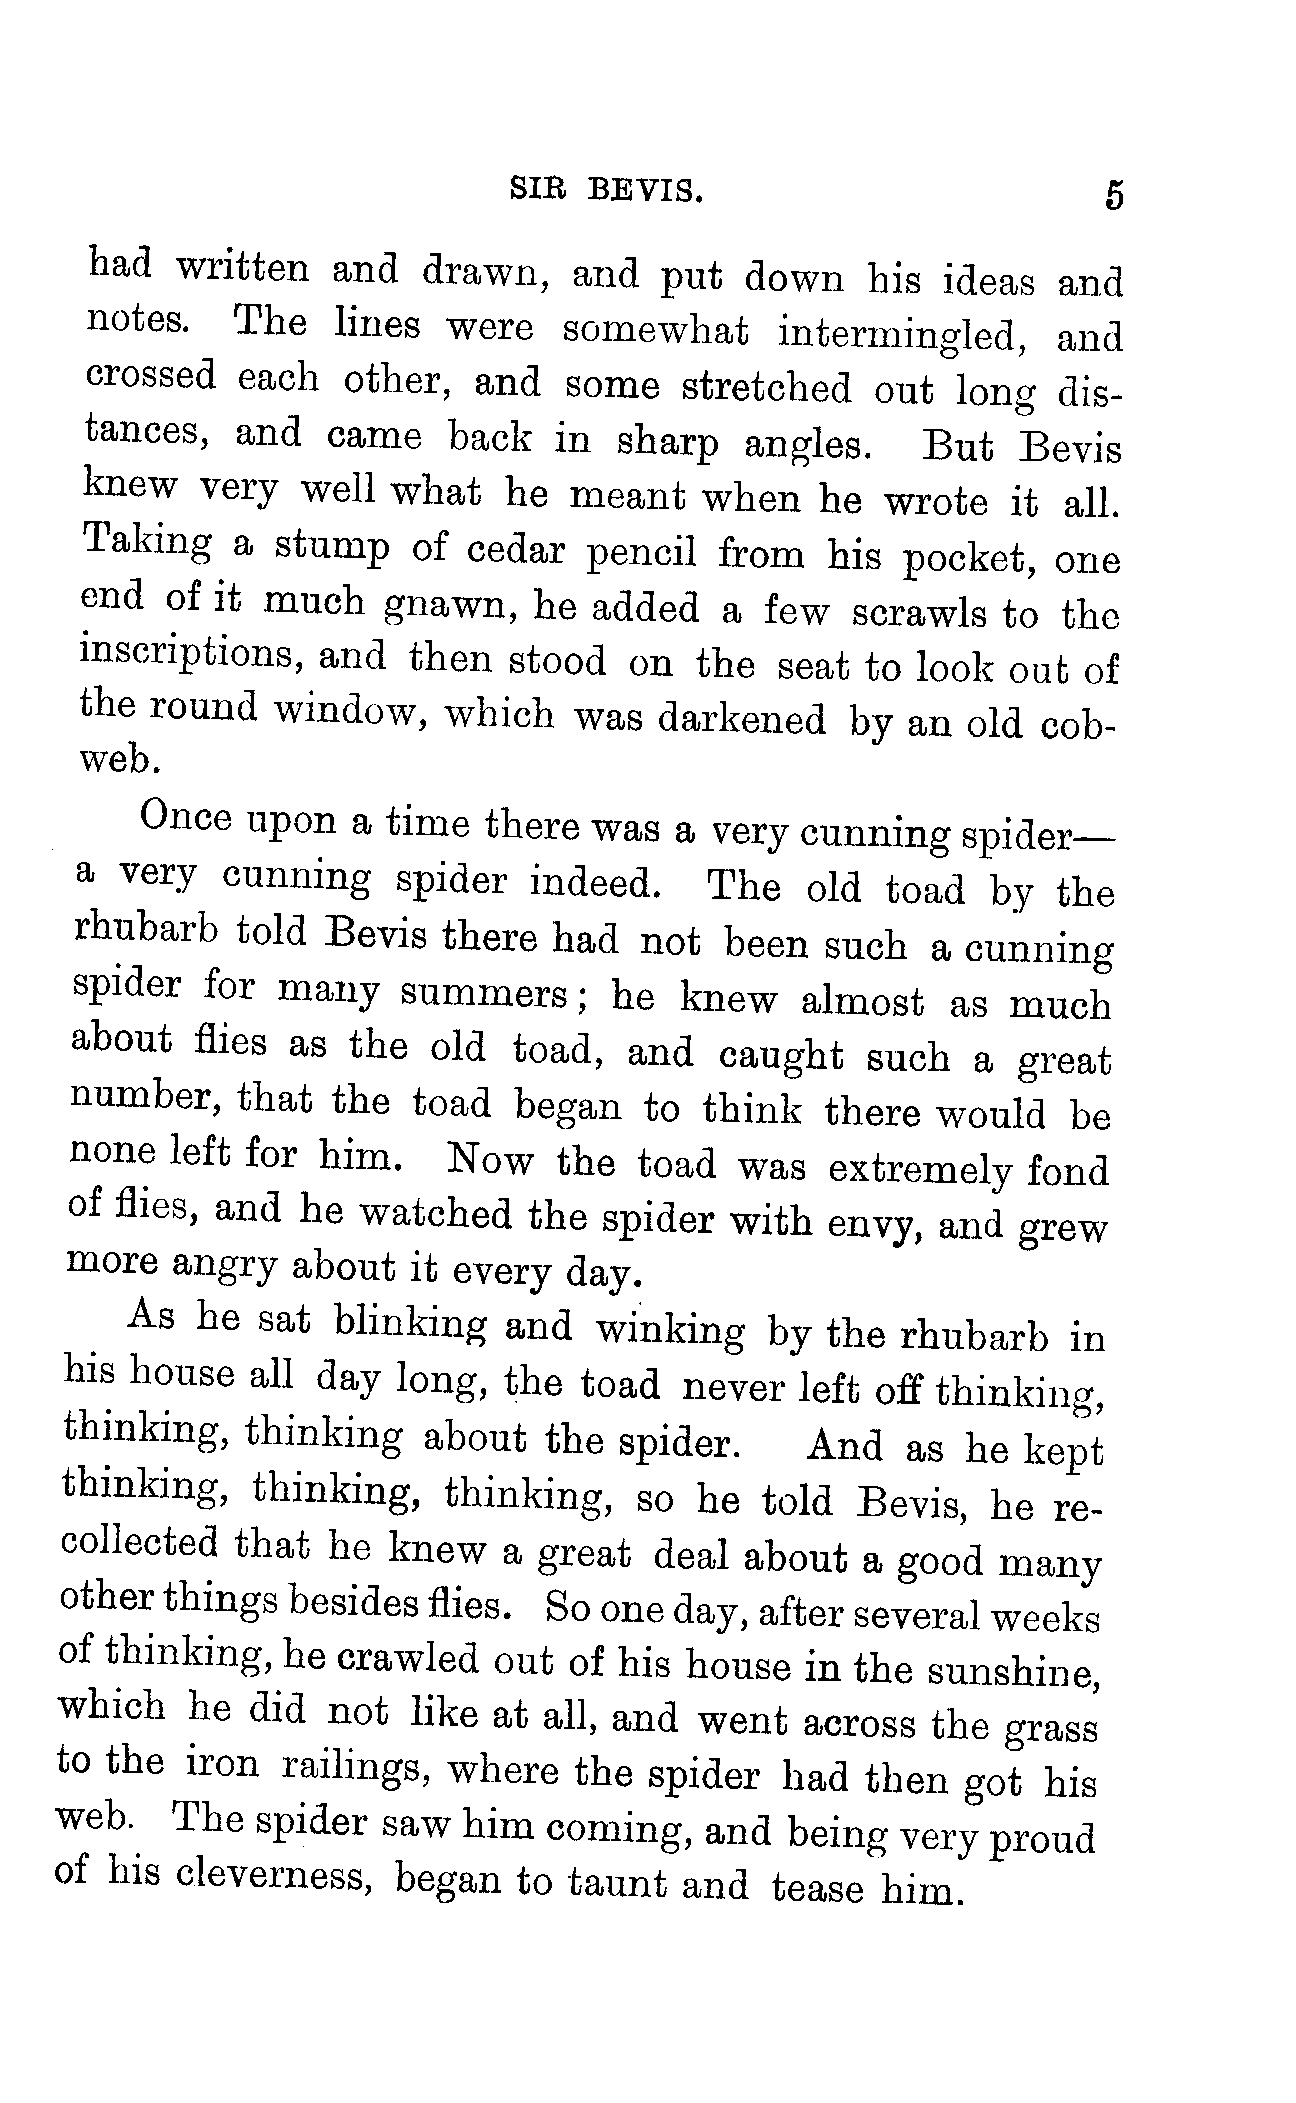 SIR BEVIS. 5
had written and drawn, and put down his ideas and
notes. The lines were somewhat intermingled, and
crossed each other, and some stretched out long dis-
tances, and came back in sharp angles. But Bevis
knew very well what he meant when he wrote it all.
Taking a stump of cedar pencil from his pocket, one
end of it much gnawn, he added a few scrawls to the
inscriptions, and then stood on the seat to look out of
the round window, which was darkened by an old cob-
web.
Once upon a time there was a very cunning spider—
a very cunning spider indeed. The old toad by the
rhubarb told Bevis there had not been such a cunning
spider for many summers; he knew almost as much
about flies as the old toad, and caught such a great
number, that the toad began to think there would be
none left for him. Now the toad was extremely fond
of flies, and he watched the spider with envy, and grew
more angry about it every day.
As he sat blinking and winking by the rhubarb in
his house all day long, the toad never left off thinking,
thinking, thinking about the spider. And as he kept
thinking, thinking, thinking, so he told Bevis, he re-
collected that he knew a great deal about a good many
other things besides flies. So one day, after several weeks
of thinking, he crawled out of his house in the sunshine,
which he did not like at all, and went across the grass
to the iron railings, where the spider had then got his
web. The spider saw him coming, and being very proud
of his cleverness, began to taunt and tease him.